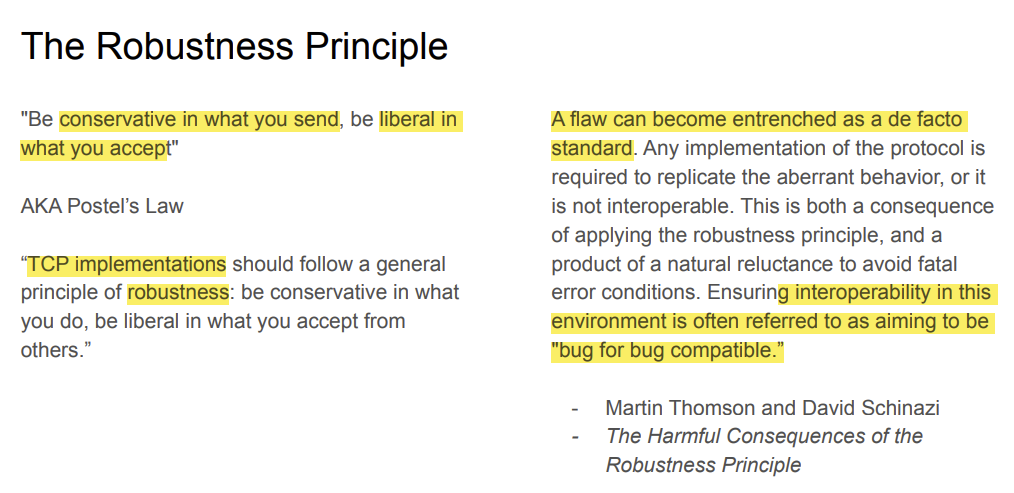 The Robustness Principle
"Be conservative in what you send, be liberal in
what you accept"
AKA Postel’s Law
“TCP implementations should follow a general
principle of robustness: be conservative in what
you do, be liberal in what you accept from
others.”
A flaw can become entrenched as a de facto
standard. Any implementation of the protocol is
required to replicate the aberrant behavior, or it
is not interoperable. This is both a consequence
of applying the robustness principle, and a
product of a natural reluctance to avoid fatal
error conditions. Ensuring interoperability in this
environment is often referred to as aiming to be
"bug for bug compatible.”
- Martin Thomson and David Schinazi
- The Harmful Consequences of the
Robustness Principle